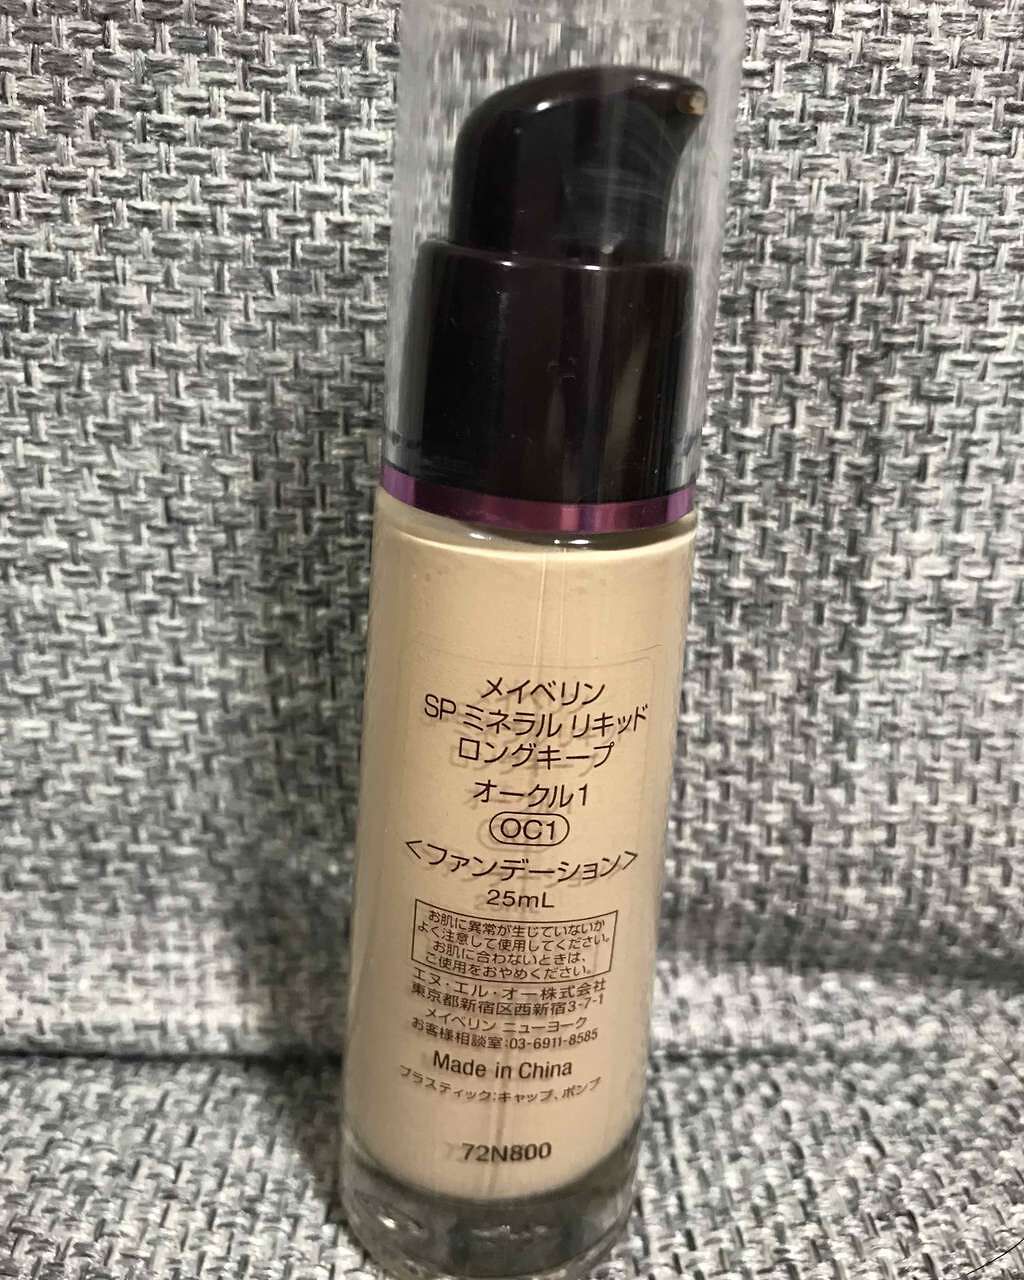 メイベリン
SP ミネラル リキッド
ロングキープ
オークル1
OC1
<ファンデーション>
25mL
お肌に異常が生じていないか
よく注意して使用してください。
お肌に合わないときは、
ご使用をおやめください。
エヌ・エル・オー株式会社
東京都新宿区西新宿3-7-1
メイベリン ニューヨーク
お客様相談室:03-6911-8585
Made in China
プラスティック:キャップ、ポンプ
72N800